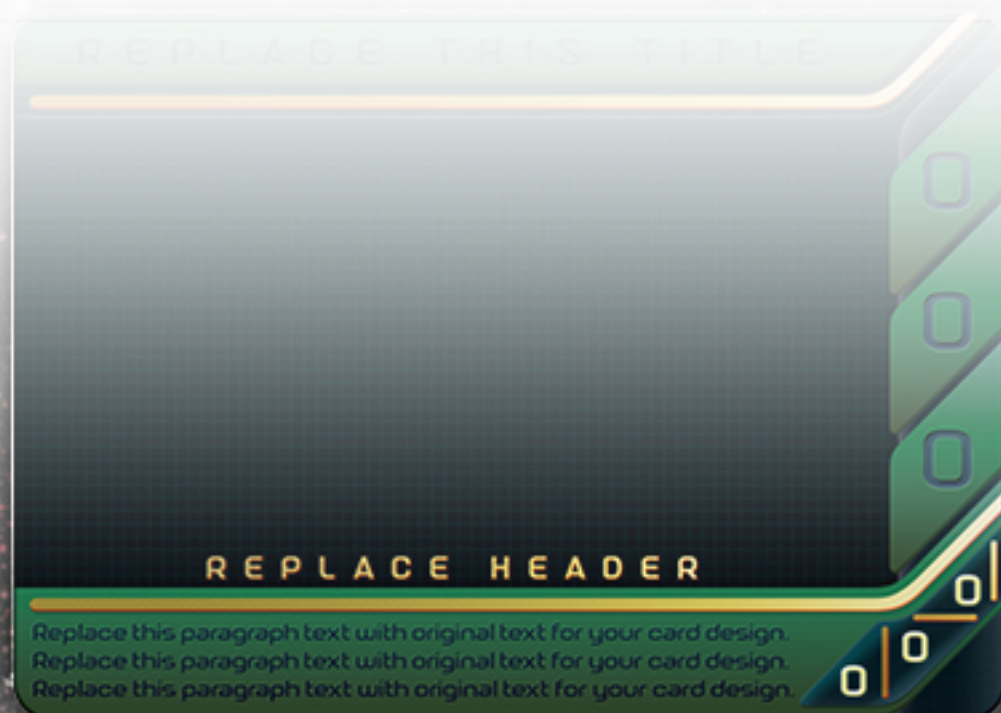 REPLACE THIS TITLE
0
0
0
REPLACE HEADER
0
Replace this paragraph text with original text for your card design.
0
Replace this paragraph text with original text for your card design.
0
Replace this paragraph text with original text for your card design.